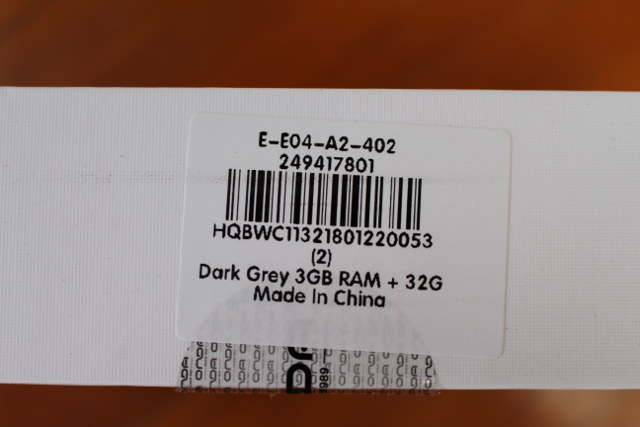 E-E04-A2-402
249417801
HQBWC11321801220053
(2)
Dark Grey 3GB RAM + 32G
Made In China